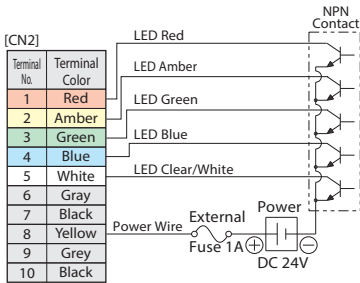 NPN
Contact
[CN2]
LED Red
Terminal No. Terminal Color
LED Amber
1 Red
LED Green
2 Amber
3 Green
LED Blue
4 Blue
5 White
LED Clear/White
6 Gray
7 Black
8 Yellow
Power Wire
External
Fuse 1A
Power
⊕ ⊖
DC 24V
9 Grey
10 Black